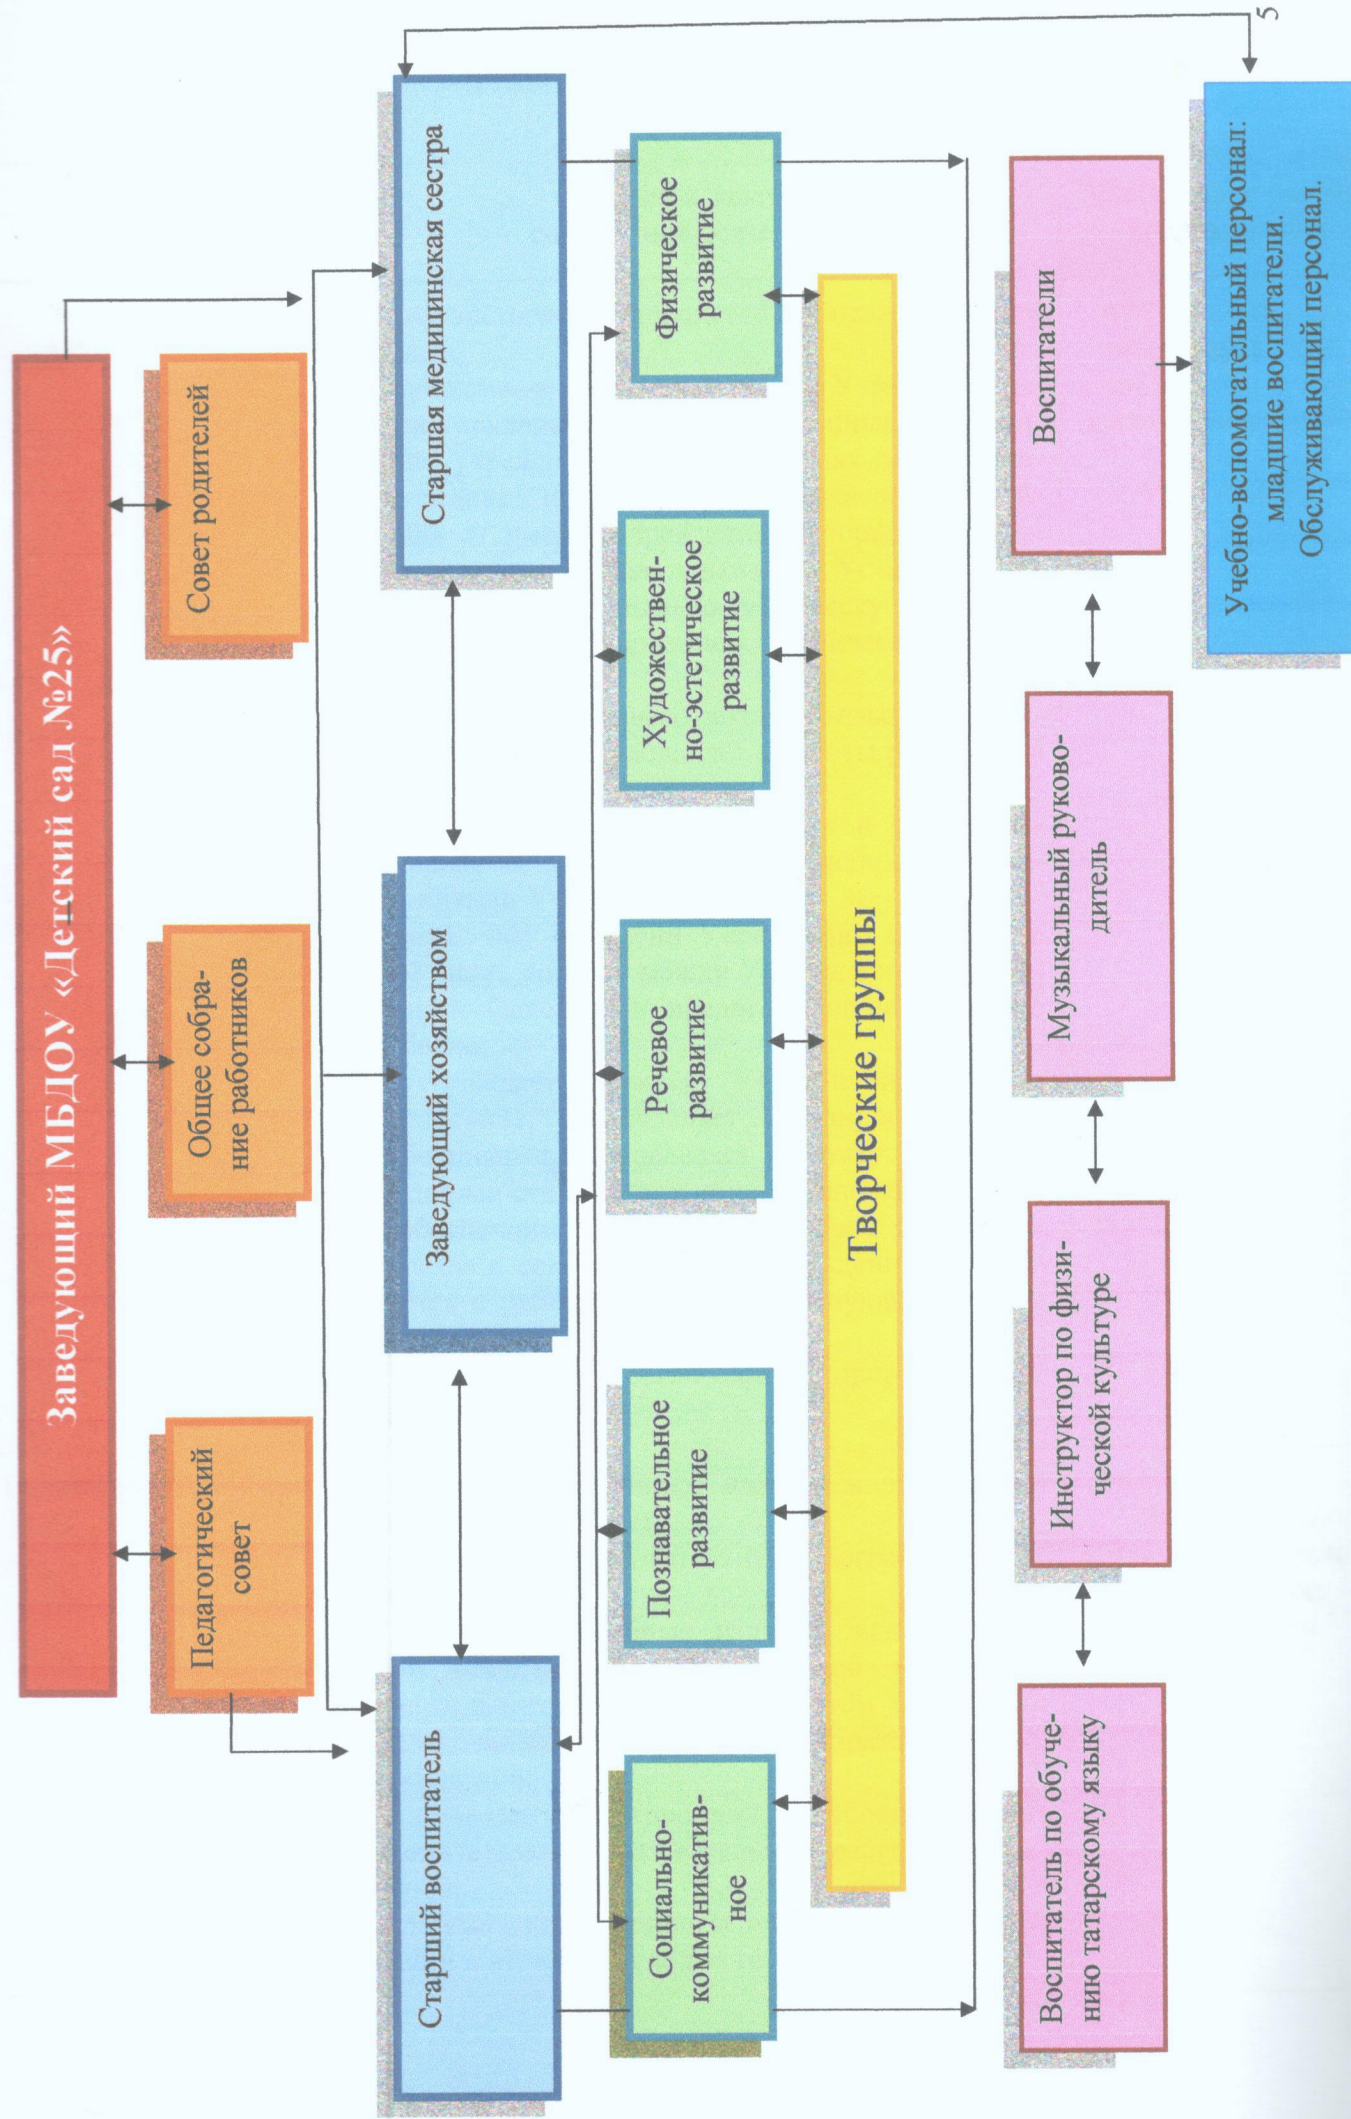 Заведующий МБДОУ «Детский сад №25»
Педагогический
совет
Общее собра-
ние работников
Совет родителей
Старший воспитатель
Заведующий хозяйством
Старшая медицинская сестра
Социально-
коммуникатив-
ное
Познавательное
развитие
Речевое
развитие
Художествен-
но-эстетическое
развитие
Физическое
развитие
Творческие группы
Воспитатель по обуче-
нию татарскому языку
Инструктор по физи-
ческой культуре
Музыкальный руково-
дитель
Воспитатели
Учебно-вспомогательный персонал:
младшие воспитатели.
Обслуживающий персонал.
5